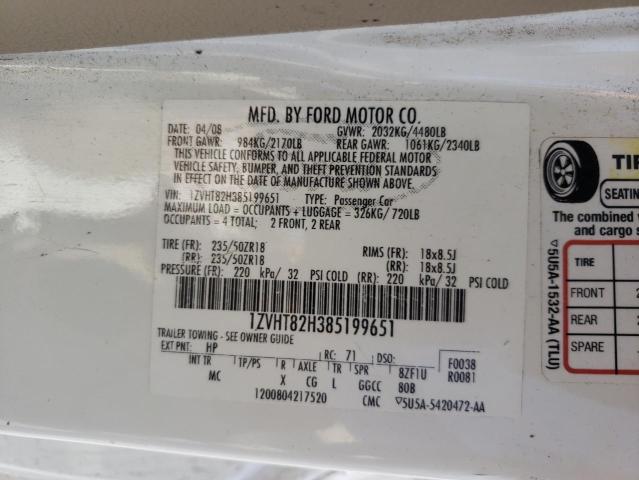 MFD. BY FORD MOTOR CO.
DATE: 04/08 GVWR: 2032KG/4480LB
FRONT GAWR: 984KG/2170LB REAR GAWR: 1061KG/2340LB
THIS VEHICLE CONFORMS TO ALL APPLICABLE FEDERAL MOTOR
VEHICLE SAFETY, BUMPER, AND THEFT PREVENTION STANDARDS
IN EFFECT ON THE DATE OF MANUFACTURE SHOWN ABOVE.
VIN: 1ZVHT82H385199651 TYPE: Passenger Car
MAXIMUM LOAD = OCCUPANTS + LUGGAGE = 326KG/720LB
OCCUPANTS = 4 TOTAL; 2 FRONT, 2 REAR
TIRE (FR): 235/50ZR18 RIMS (FR): 18x8.5J
(RR): 235/50ZR18 (RR): 18x8.5J
PRESSURE (FR): 220 kPa/ 32 PSI COLD (RR): 220 kPa/ 32 PSI COLD
1ZVHT82H385199651
TRAILER TOWING - SEE OWNER GUIDE
EXT PNT: HP RC: 71 DSO: F0038
INT TR TP/PS R AXLE TR SPR 8ZF1U R0081
MC X CG L GGCC 80B
1200804217520 CMC ▽5U5A-5420472-AA
TIR
SEATING
The combined
and cargo s
TIRE
FRONT 2
REAR 2
SPARE
▽5U5A-1532-AA (TLU)